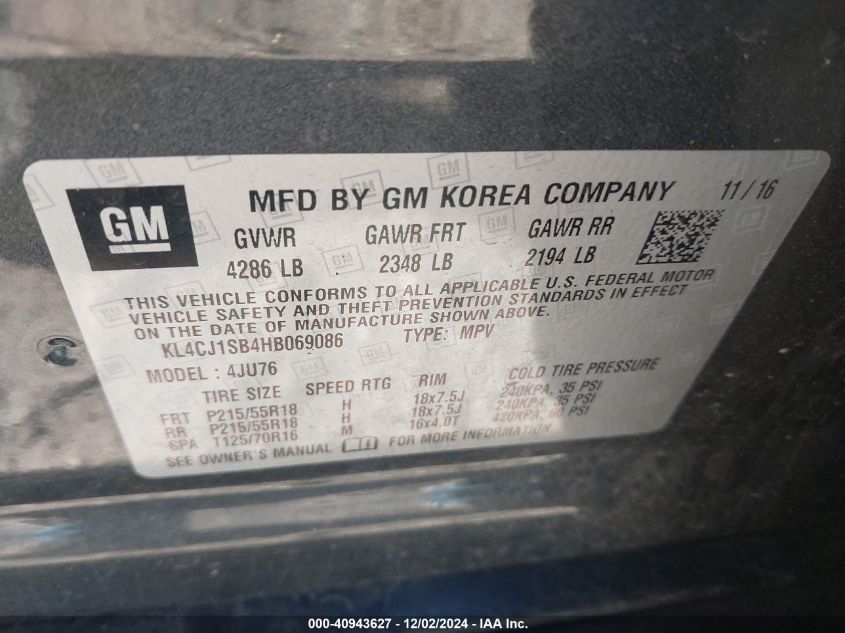 GM
MFD BY GM KOREA COMPANY 11/16
GVWR GAWR FRT GAWR RR
4286 LB 2348 LB 2194 LB
THIS VEHICLE CONFORMS TO ALL APPLICABLE U.S. FEDERAL MOTOR
VEHICLE SAFETY AND THEFT PREVENTION STANDARDS IN EFFECT
ON THE DATE OF MANUFACTURE SHOWN ABOVE.
KL4CJ1SB4HB069086 TYPE: MPV
MODEL : 4JU76
TIRE SIZE SPEED RTG RIM COLD TIRE PRESSURE
FRT P215/55R18 H 18x7.5J 240KPA, 35 PSI
RR P215/55R18 H 18x7.5J 240KPA, 35 PSI
SPA T125/70R16 M 16x4.0T 420KPA, 60 PSI
SEE OWNER'S MANUAL FOR MORE INFORMATION
000-40943627 - 12/02/2024 - IAA Inc.